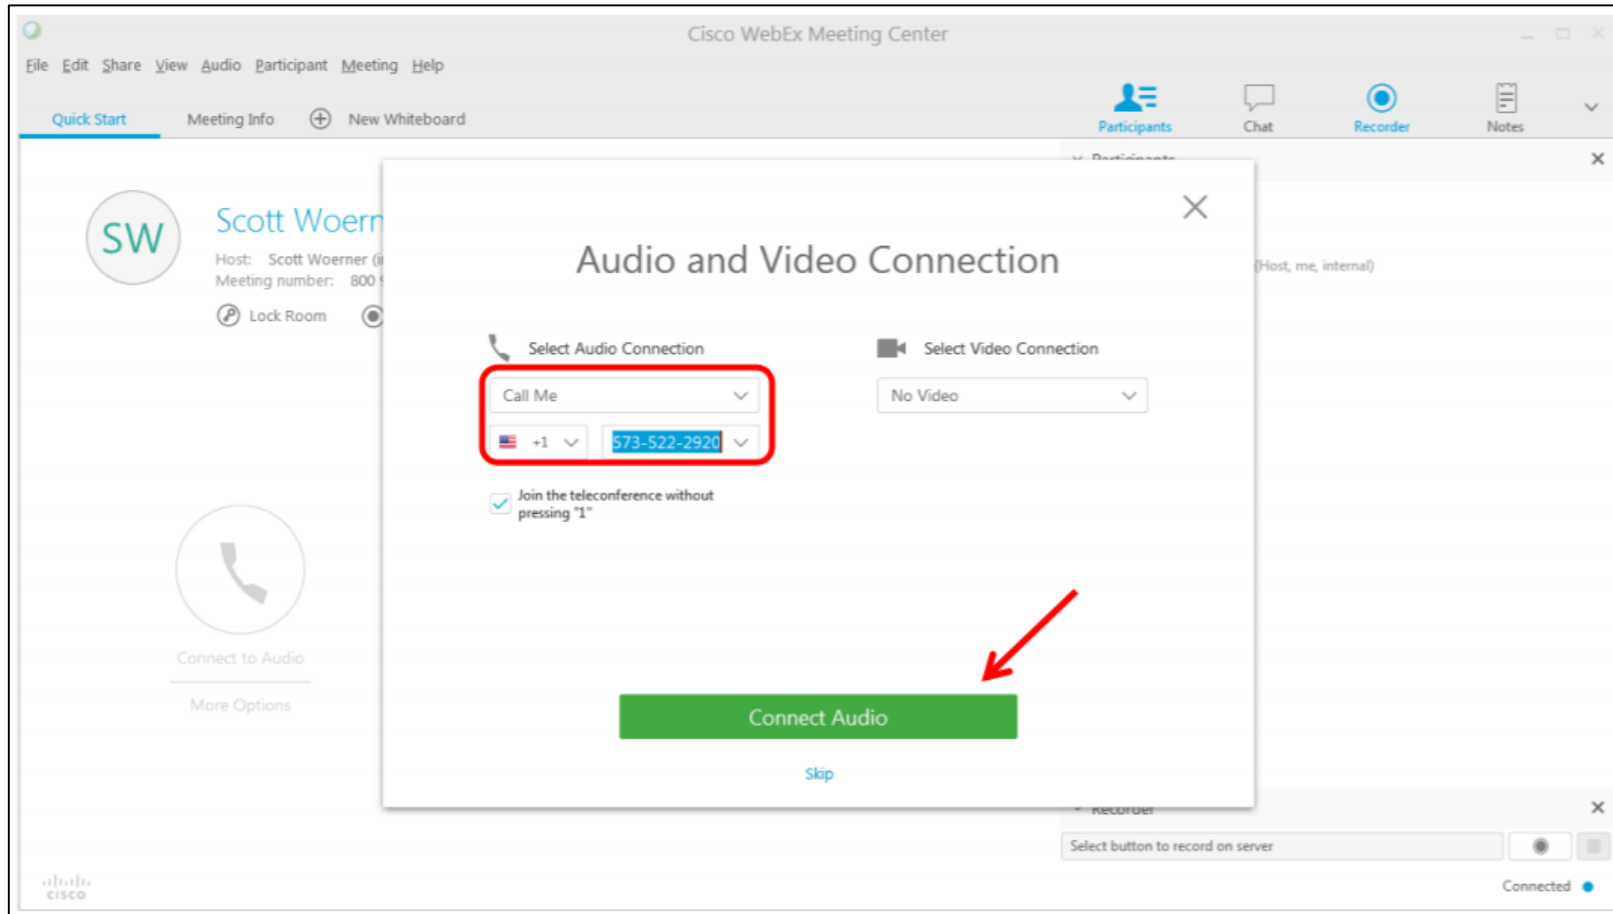 Cisco WebEx Meeting Center
File Edit Share View Audio Participant Meeting Help
Quick Start Meeting Info New Whiteboard
Participants Chat Recorder Notes
Participants
SW
Scott Woern
Host: Scott Woerner (i
Meeting number: 800
Lock Room
Audio and Video Connection
(Host, me, internal)
Select Audio Connection
Select Video Connection
Call Me
No Video
+1 573-522-2920
Join the teleconference without
pressing "1"
Connect to Audio
More Options
Connect Audio
Skip
Recorder
Select button to record on server
Connected
CISCO